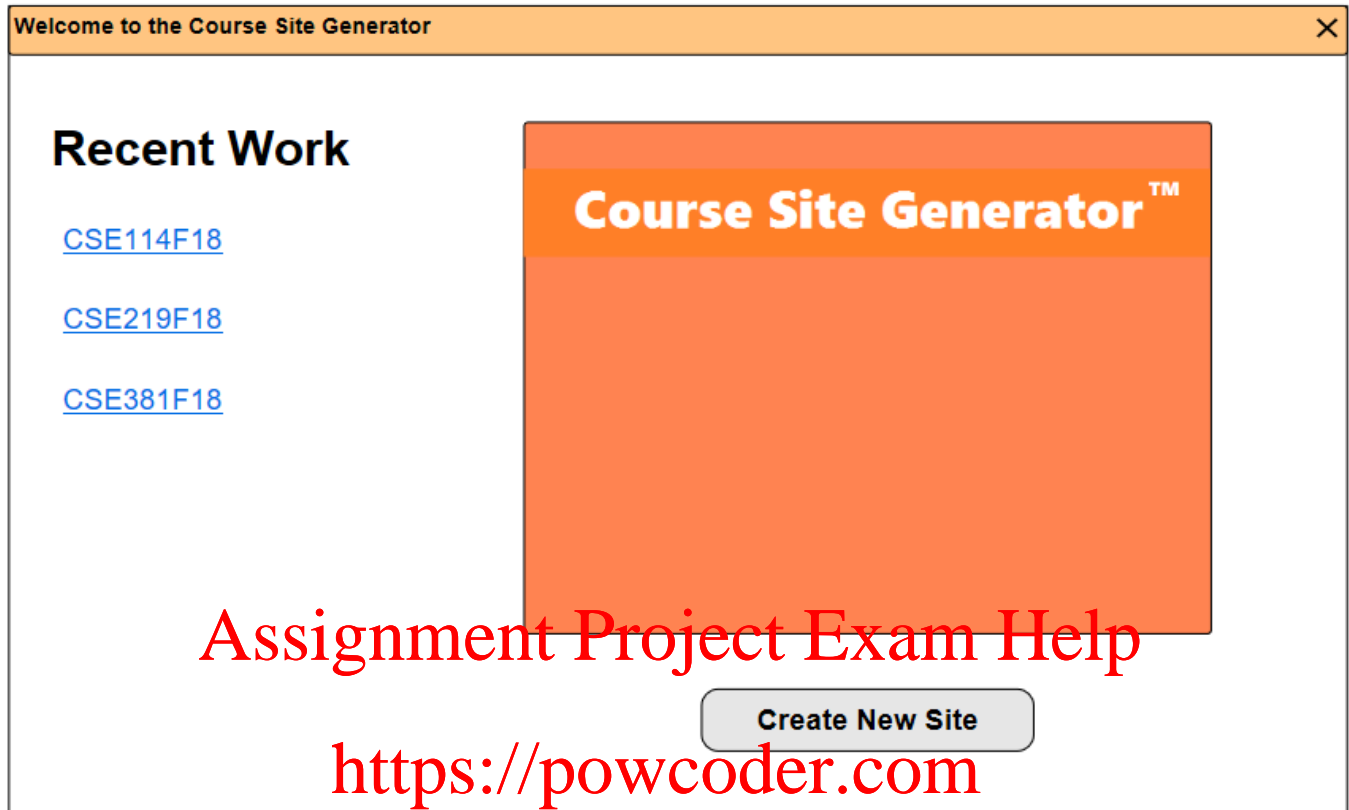 Welcome to the Course Site Generator
Recent Work
CSE114F18
CSE219F18
CSE381F18
Course Site Generator™
Assignment Project Exam Help
Create New Site
https://powcoder.com